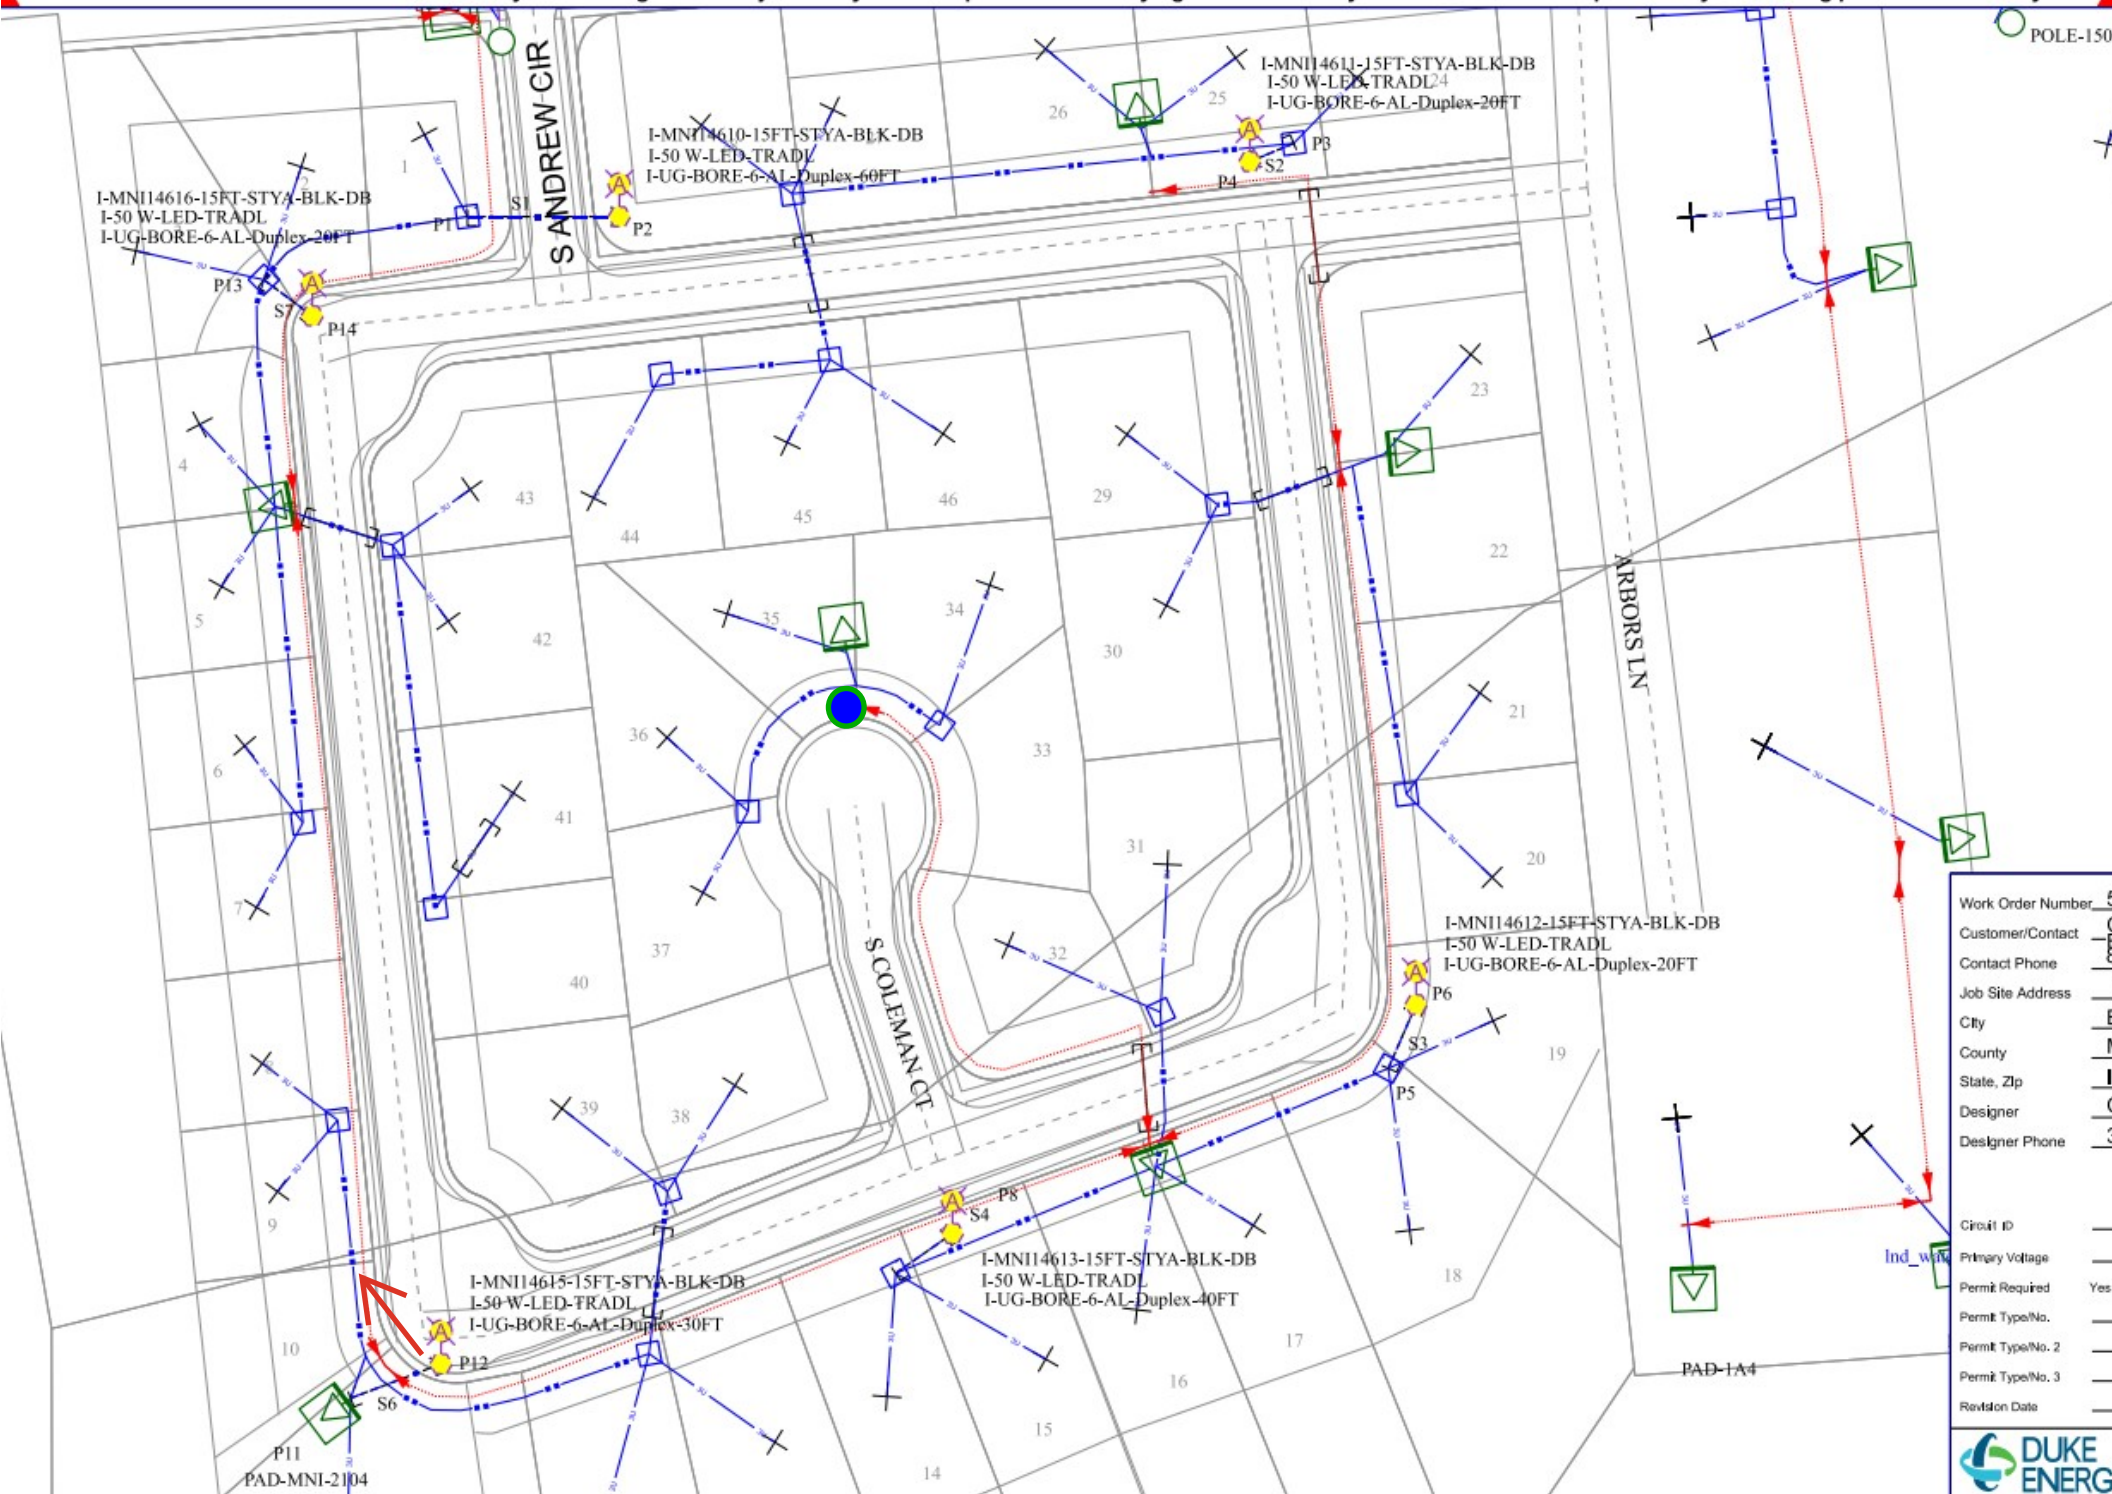 POLE-150
S ANDREW CIR
I-MNI14611-15FT-STYA-BLK-DB
I-50 W-LED-TRADL
I-UG-BORE-6-AL-Duplex-20FT
24
25
26
P3
S2
P4
I-MNI14610-15FT-STYA-BLK-DB
I-50 W-LED-TRADL
I-UG-BORE-6-AL-Duplex-60FT
1
2
S1
P1
P2
I-MNI14616-15FT-STYA-BLK-DB
I-50 W-LED-TRADL
I-UG-BORE-6-AL-Duplex-20FT
P13
S7
P14
23
4
43
44
45
46
29
22
ARBORS LN
5
42
35
34
30
21
6
36
33
41
31
20
7
37
40
32
S COLEMAN CT
I-MNI14612-15FT-STYA-BLK-DB
I-50 W-LED-TRADL
I-UG-BORE-6-AL-Duplex-20FT
P6
S3
P5
19
8
39
38
9
P8
S4
I-MNI14613-15FT-STYA-BLK-DB
I-50 W-LED-TRADL
I-UG-BORE-6-AL-Duplex-40FT
18
17
16
15
14
I-MNI14615-15FT-STYA-BLK-DB
I-50 W-LED-TRADL
I-UG-BORE-6-AL-Duplex-30FT
10
P12
S6
P11
PAD-MNI-2104
PAD-1A4
Work Order Number
Customer/Contact
Contact Phone
Job Site Address
City
County
State, Zip
Designer
Designer Phone
Circuit ID
Primary Voltage
Permit Required Yes
Permit Type/No.
Permit Type/No. 2
Permit Type/No. 3
Revision Date
DUKE
ENERG